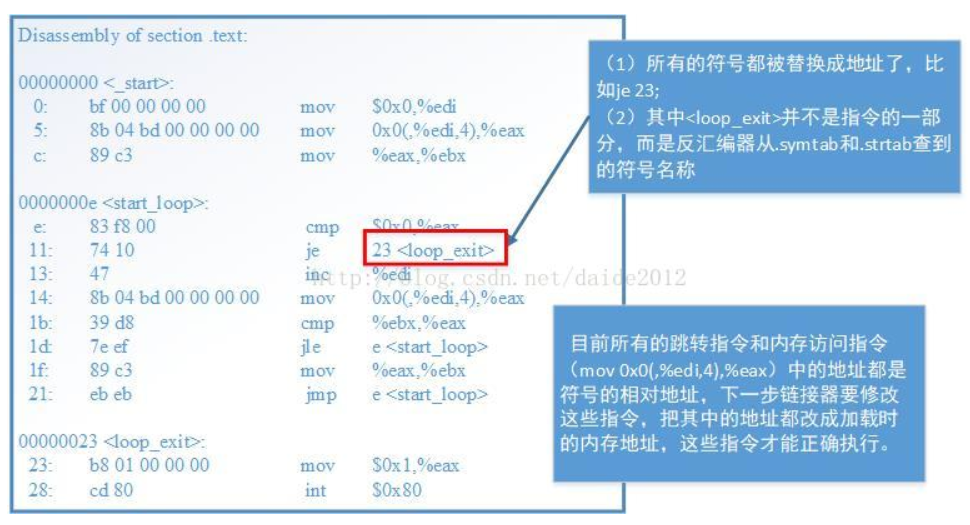 Disassembly of section .text:
00000000 <_start>:
0: bf 00 00 00 00 mov $0x0,%edi
5: 8b 04 bd 00 00 00 00 mov 0x0(,%edi,4),%eax
c: 89 c3 mov %eax,%ebx
0000000e <start_loop>:
e: 83 f8 00 cmp $0x0,%eax
11: 74 10 je 23 <loop_exit>
13: 47 inc %edi
14: 8b 04 bd 00 00 00 00 mov 0x0(,%edi,4),%eax
1b: 39 d8 cmp %ebx,%eax
1d: 7e ef jle e <start_loop>
1f: 89 c3 mov %eax,%ebx
21: eb eb jmp e <start_loop>
00000023 <loop_exit>:
23: b8 01 00 00 00 mov $0x1,%eax
28: cd 80 int $0x80
（1）所有的符号都被替换成地址了，比
如je 23;
（2）其中<loop_exit>并不是指令的一部
分，而是反汇编器从.symtab和.strtab查到
的符号名称
目前所有的跳转指令和内存访问指令
（mov 0x0(,%edi,4),%eax）中的地址都是
符号的相对地址，下一步链接器要修改
这些指令，把其中的地址都改成加载时
的内存地址，这些指令才能正确执行。
http://blog.csdn.net/daide2012